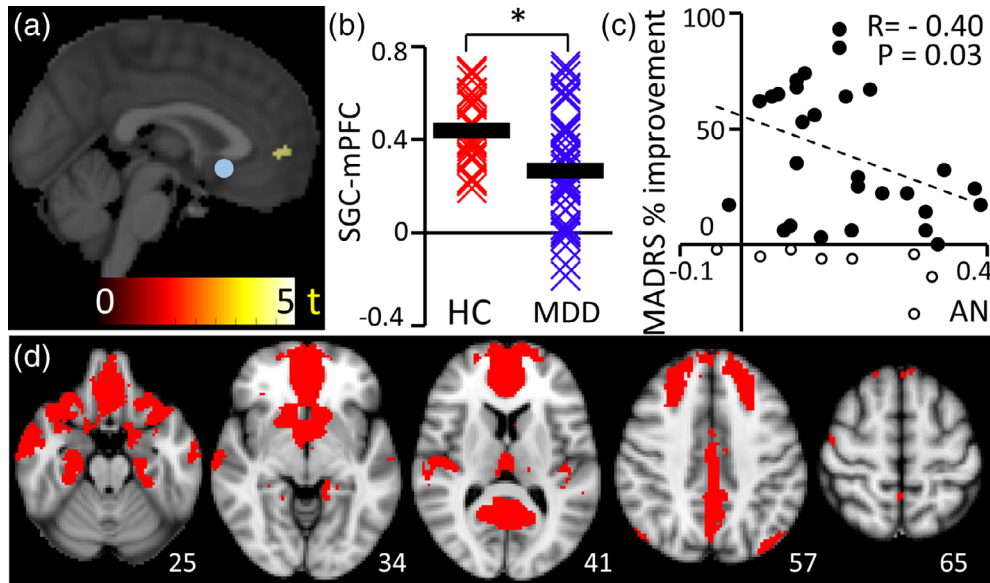 (a)
0 5 t
(b)
*
0.8
0.4
0
-0.4
SGC-mPFC
HC MDD
(c)
100
50
0
MADRS % improvement
R= - 0.40
P = 0.03
-0.1 0.4
AN
(d)
25 34 41 57 65